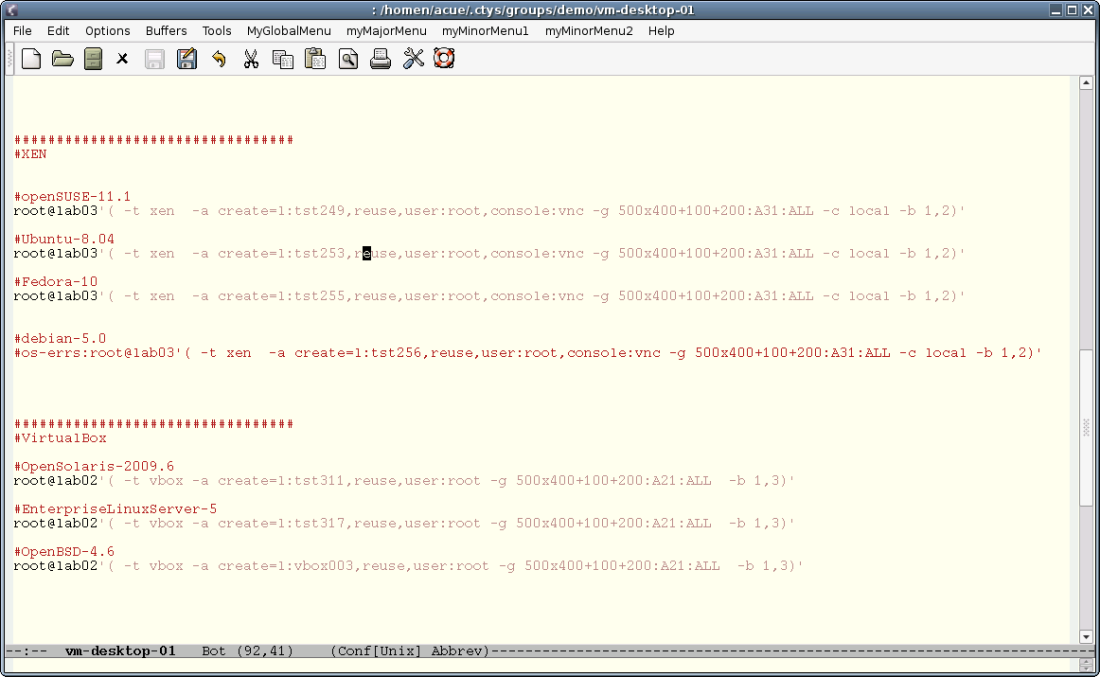 : /homen/acue/.ctys/groups/demo/vm-desktop-01
File Edit Options Buffers Tools MyGlobalMenu myMajorMenu myMinorMenu1 myMinorMenu2 Help
#################################
#XEN
#openSUSE-11.1
root@lab03'( -t xen  -a create=l:tst249,reuse,user:root,console:vnc -g 500x400+100+200:A31:ALL -c local -b 1,2)'
#Ubuntu-8.04
root@lab03'( -t xen  -a create=l:tst253,reuse,user:root,console:vnc -g 500x400+100+200:A31:ALL -c local -b 1,2)'
#Fedora-10
root@lab03'( -t xen  -a create=l:tst255,reuse,user:root,console:vnc -g 500x400+100+200:A31:ALL -c local -b 1,2)'
#debian-5.0
#os-errs:root@lab03'( -t xen  -a create=l:tst256,reuse,user:root,console:vnc -g 500x400+100+200:A31:ALL -c local -b 1,2)'
#################################
#VirtualBox
#OpenSolaris-2009.6
root@lab02'( -t vbox -a create=l:tst311,reuse,user:root -g 500x400+100+200:A21:ALL  -b 1,3)'
#EnterpriseLinuxServer-5
root@lab02'( -t vbox -a create=l:tst317,reuse,user:root -g 500x400+100+200:A21:ALL  -b 1,3)'
#OpenBSD-4.6
root@lab02'( -t vbox -a create=l:vbox003,reuse,user:root -g 500x400+100+200:A21:ALL  -b 1,3)'
--:--  vm-desktop-01   Bot (92,41)    (Conf[Unix] Abbrev)-----------------------------------------------------------------------